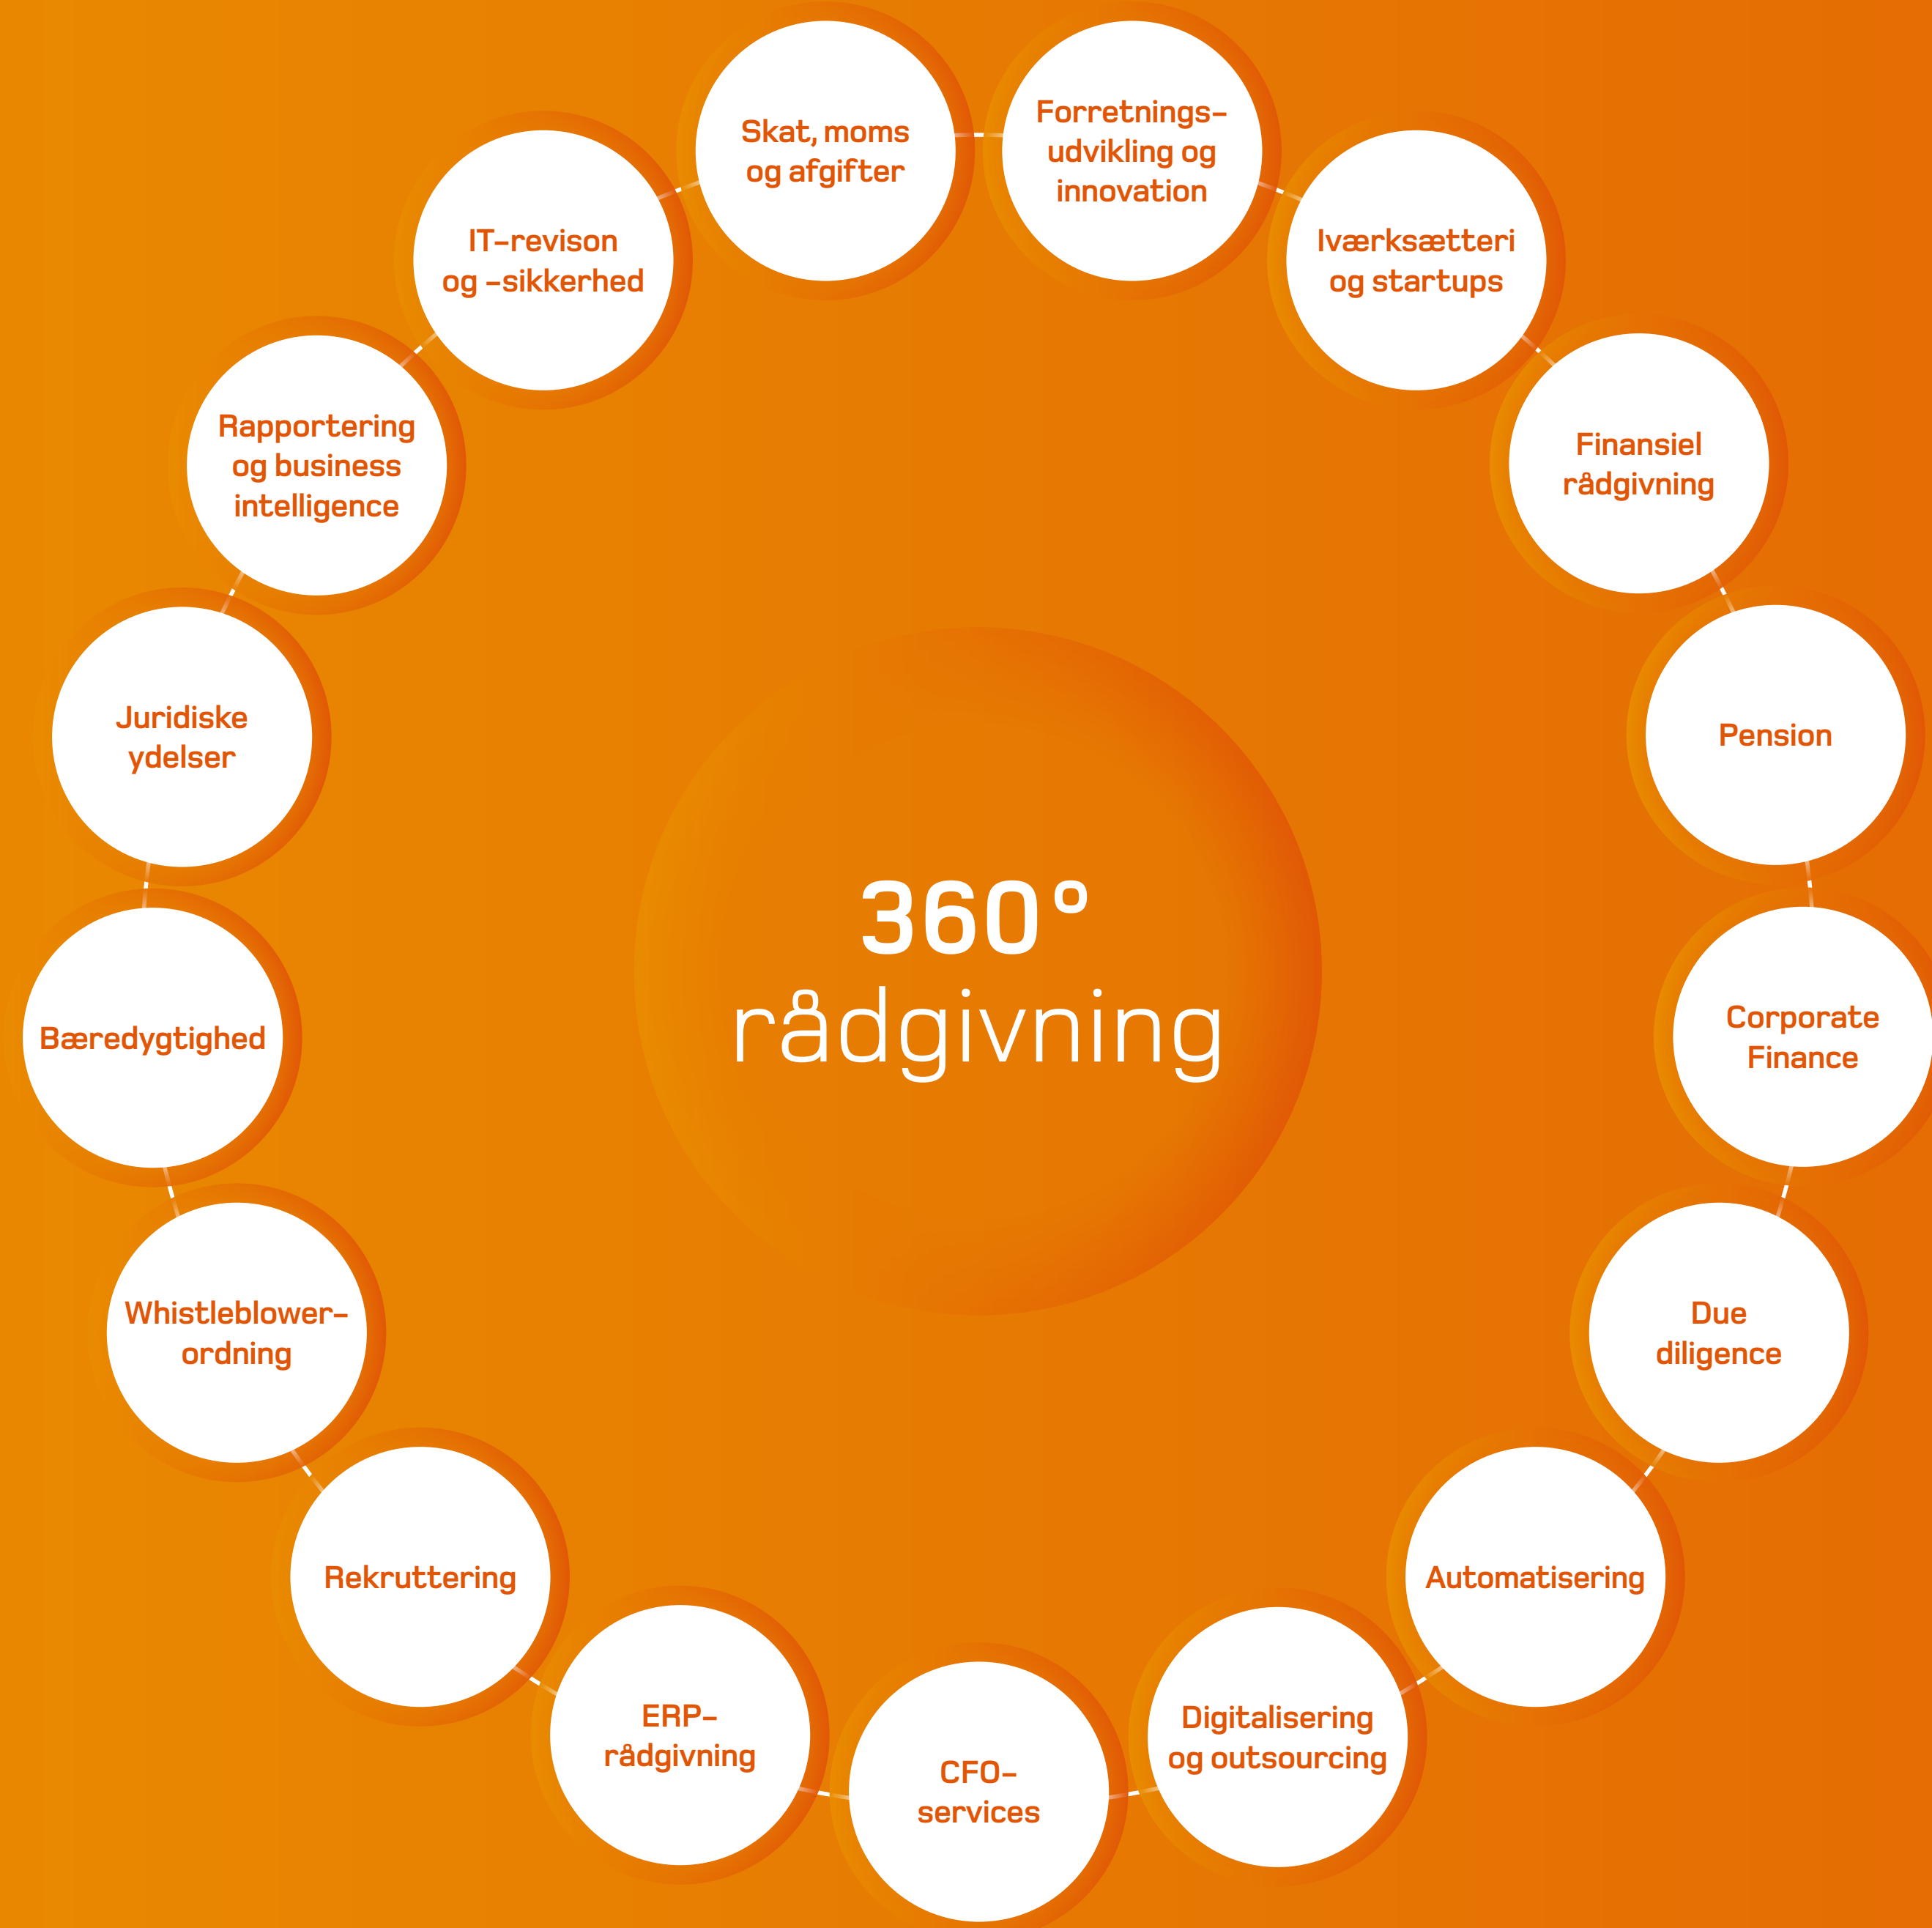 Skat, moms
og afgifter
Forretnings-
udvikling og
innovation
Iværksætteri
og startups
Finansiel
rådgivning
Pension
Corporate
Finance
Due
diligence
Automatisering
Digitalisering
og outsourcing
CFO-
services
ERP-
rådgivning
Rekruttering
Whistleblower-
ordning
Bæredygtighed
Juridiske
ydelser
Rapportering
og business
intelligence
IT-revison
og -sikkerhed
360°
rådgivning